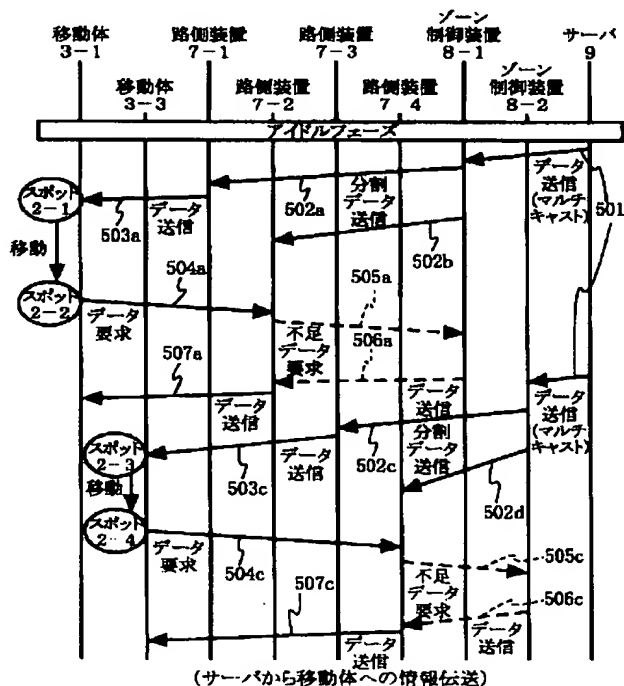 移動体
3-1
路側装置
7-1
路側装置
7-3
ゾーン
制御装置
8-1
サーバ
9
移動体
3-3
路側装置
7-2
路側装置
7-4
ゾーン
制御装置
8-2
アイドルフェーズ
スポット
2-1
503a
データ
送信
502a
分割
データ
送信
データ
送信
(マルチ
キャスト)
501
移動
502b
504a
505a
スポット
2-2
データ
要求
不足
データ
要求
506a
507a
データ
送信
データ
送信
分割
データ
送信
データ
送信
(マルチ
キャスト)
スポット
2-3
503c
データ
送信
502c
移動
502d
スポット
2-4
データ
要求
504c
505c
507c
不足
データ
要求
506c
データ
送信
データ
送信
(サーバから移動体への情報伝送)